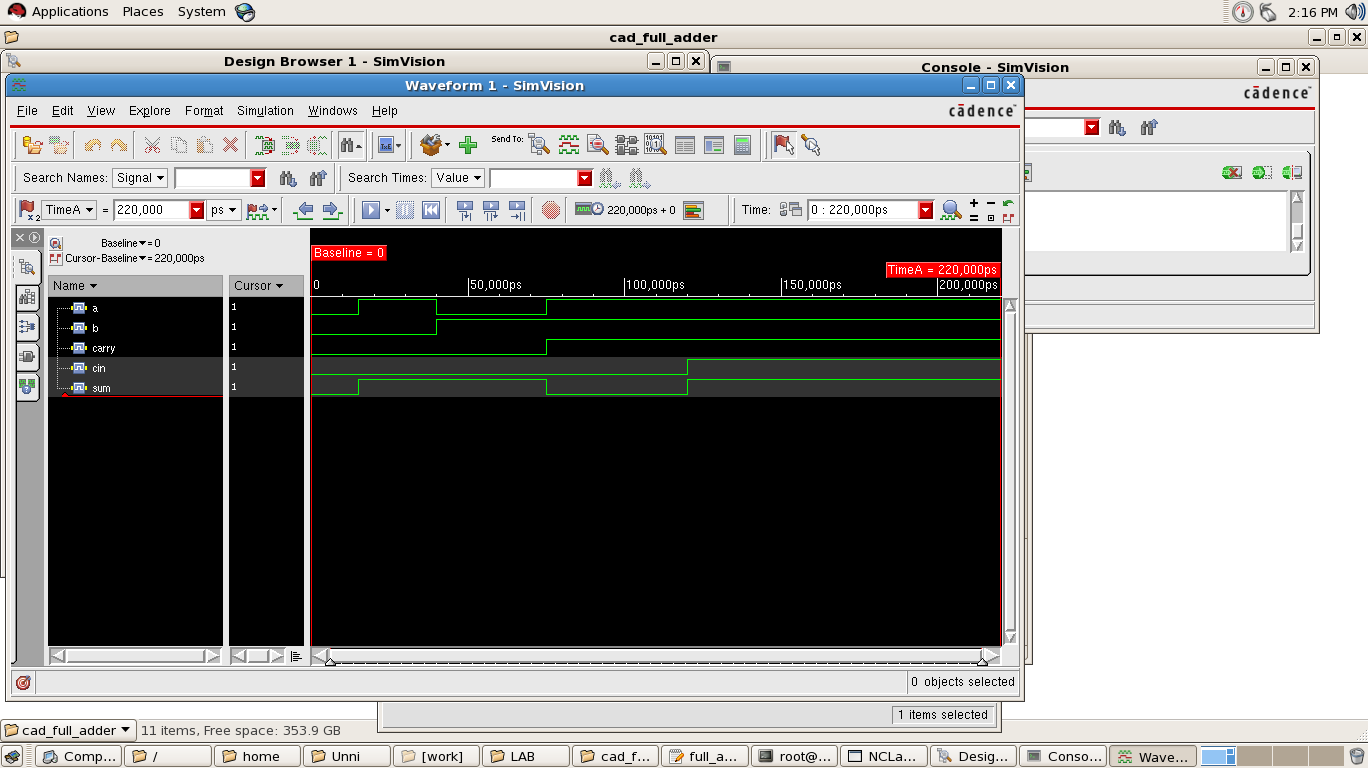 Applications Places System 2:16 PM
cad_full_adder
Design Browser 1 - SimVision
Console - SimVision
Waveform 1 - SimVision
File Edit View Explore Format Simulation Windows Help
cādence
cādence
Send To:
Search Names: Signal
Search Times: Value
TimeA = 220,000 ps
220,000ps + 0
Time: 0 : 220,000ps
Baseline = 0
Cursor-Baseline = 220,000ps
Baseline = 0
TimeA = 220,000ps
Name Cursor
0 50,000ps 100,000ps 150,000ps 200,000ps
a 1
b 1
carry 1
cin 1
sum 1
0 objects selected
1 items selected
cad_full_adder 11 items, Free space: 353.9 GB
Comp... / home Unni [work] LAB cad_f... full_a... root@... NCLa... Desig... Conso... Wave...